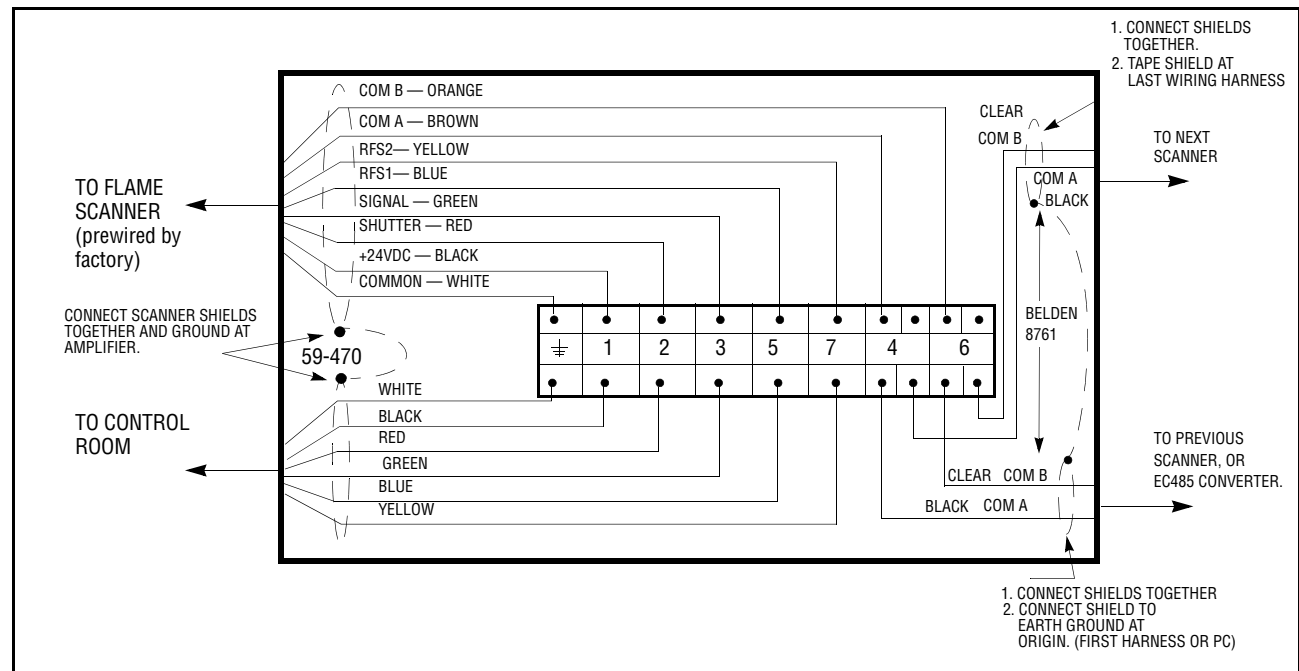 1. CONNECT SHIELDS
TOGETHER.
2. TAPE SHIELD AT
LAST WIRING HARNESS
COM B — ORANGE
COM A — BROWN
RFS2— YELLOW
RFS1— BLUE
SIGNAL — GREEN
SHUTTER — RED
+24VDC — BLACK
COMMON — WHITE
TO FLAME
SCANNER
(prewired by
factory)
CLEAR
COM B
COM A
BLACK
TO NEXT
SCANNER
CONNECT SCANNER SHIELDS
TOGETHER AND GROUND AT
AMPLIFIER.
59-470
1 2 3 5 7 4 6
BELDEN
8761
TO CONTROL
ROOM
WHITE
BLACK
RED
GREEN
BLUE
YELLOW
CLEAR COM B
BLACK COM A
TO PREVIOUS
SCANNER, OR
EC485 CONVERTER.
1. CONNECT SHIELDS TOGETHER
2. CONNECT SHIELD TO
EARTH GROUND AT
ORIGIN. (FIRST HARNESS OR PC)